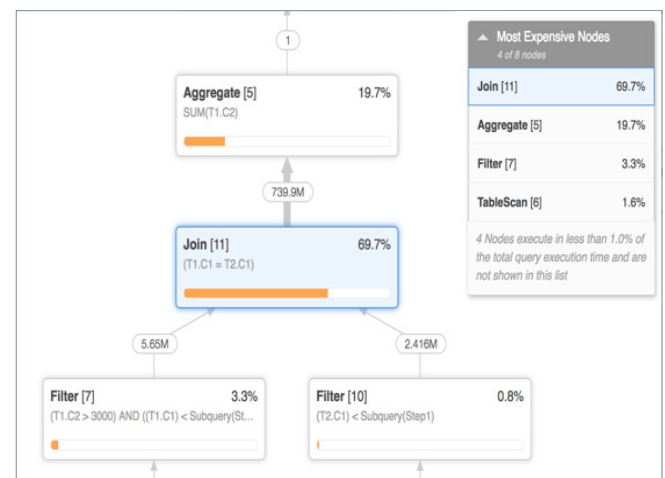 1
Aggregate [5] 19.7%
SUM(T1.C2)
739.9M
Join [11] 69.7%
(T1.C1 = T2.C1)
5.65M
2.416M
Filter [7] 3.3%
(T1.C2 > 3000) AND ((T1.C1) < Subquery(St...
Filter [10] 0.8%
(T2.C1) < Subquery(Step1)
Most Expensive Nodes
4 of 8 nodes
Join [11] 69.7%
Aggregate [5] 19.7%
Filter [7] 3.3%
TableScan [6] 1.6%
4 Nodes execute in less than 1.0% of
the total query execution time and are
not shown in this list